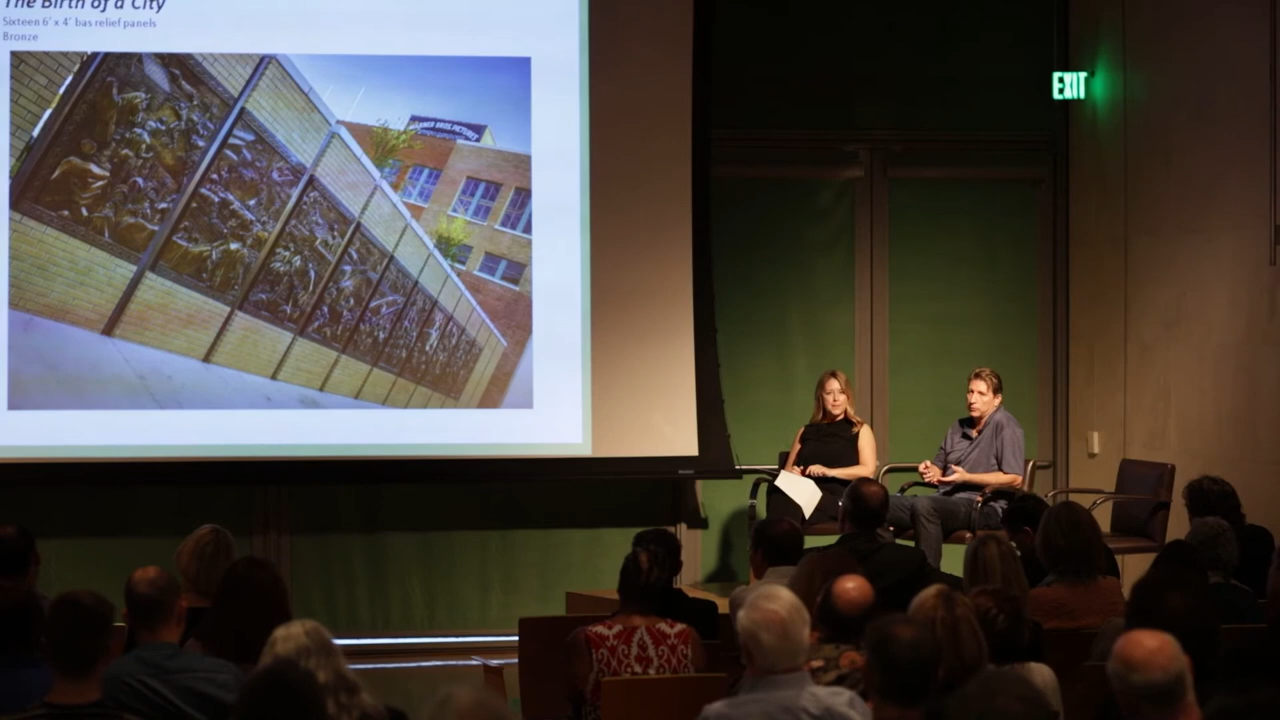 The Birth of a City
Sixteen 6' x 4' bas relief panels
Bronze
WARNER BROS. PICTURES
EXIT